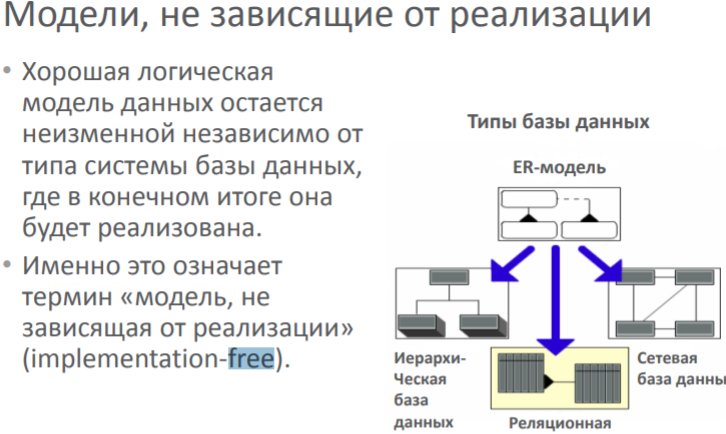 Модели, не зависящие от реализации
• Хорошая логическая
модель данных остается
неизменной независимо от
типа системы базы данных,
где в конечном итоге она
будет реализована.
• Именно это означает
термин «модель, не
зависящая от реализации»
(implementation-free).
Типы базы данных
ER-модель
Иерархи-
Ческая
база
данных
Реляционная
Сетевая
база данны